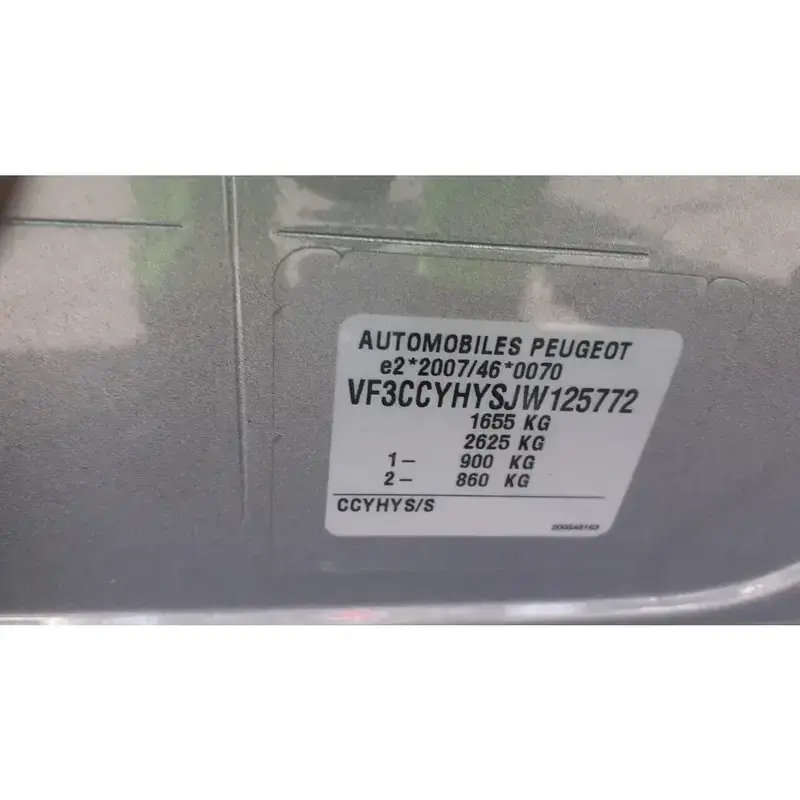 AUTOMOBILES PEUGEOT
e2*2007/46*0070
VF3CCYHYSJW125772
1655 KG
2625 KG
1- 900 KG
2- 860 KG
CCYHYS/S